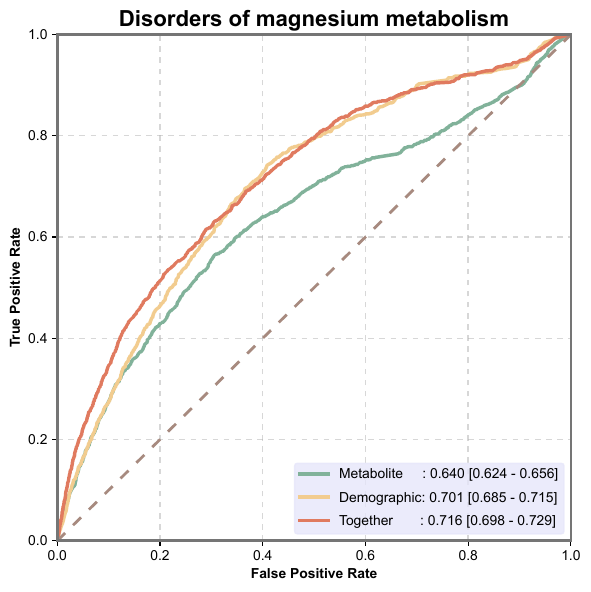 Disorders of magnesium metabolism
True Positive Rate
1.0
0.8
0.6
0.4
0.2
0.0
Metabolite : 0.640 [0.624 - 0.656]
Demographic: 0.701 [0.685 - 0.715]
Together : 0.716 [0.698 - 0.729]
0.0 0.2 0.4 0.6 0.8 1.0
False Positive Rate